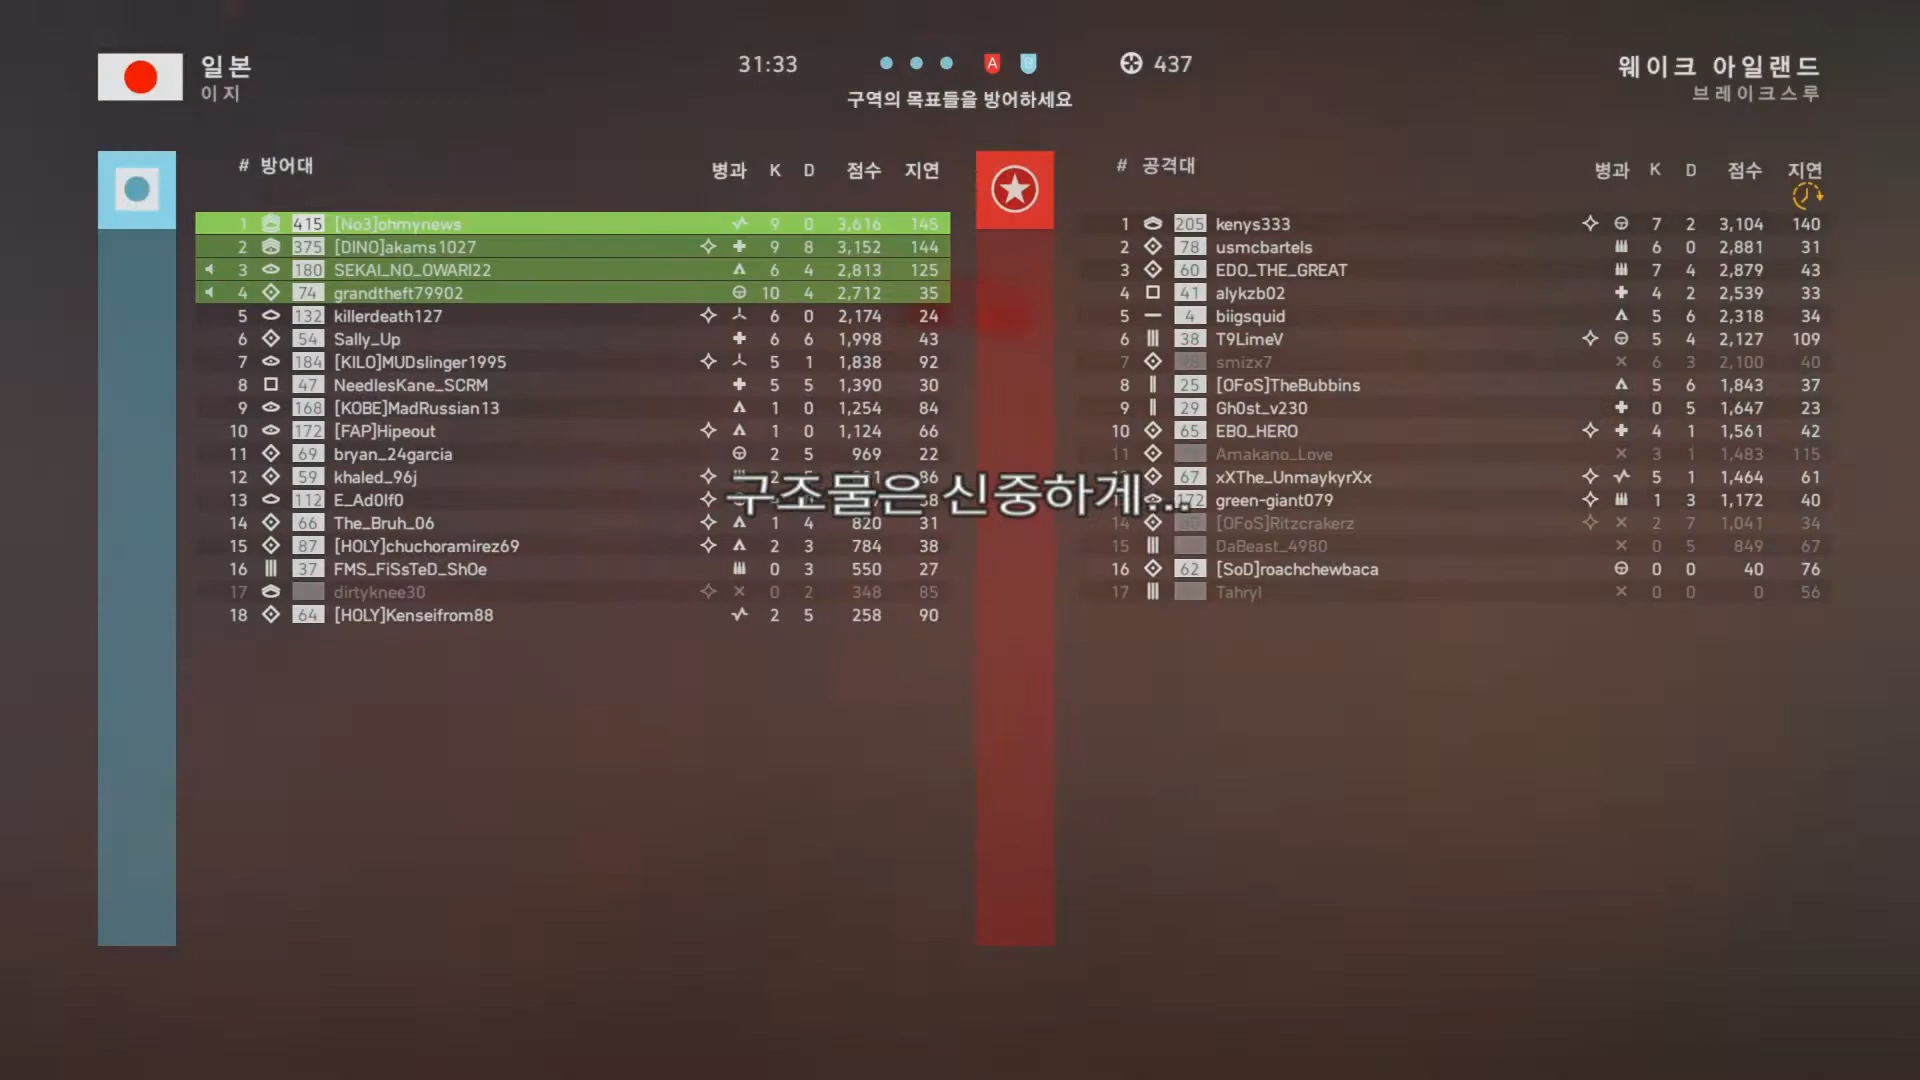 일본
이지
31:33
A
437
구역의 목표들을 방어하세요
웨이크 아일랜드
브레이크스루
# 방어대 병과 K D 점수 지연
1 415 [No3]ohmynews 9 0 3,616 145
2 375 [DINO]akams1027 9 8 3,152 144
3 180 SEKAI_NO_OWARI22 6 4 2,813 125
4 74 grandtheft79902 10 4 2,712 35
5 132 killerdeath127 6 0 2,174 24
6 54 Sally_Up 6 6 1,998 43
7 184 [KILO]MUDslinger1995 5 1 1,838 92
8 47 NeedlesKane_SCRM 5 5 1,390 30
9 168 [KOBE]MadRussian13 1 0 1,254 84
10 172 [FAP]Hipeout 1 0 1,124 66
11 69 bryan_24garcia 2 5 969 22
12 59 khaled_96j
13 112 E_Ad0lf0
14 66 The_Bruh_06 1 4 820 31
15 87 [HOLY]chuchoramirez69 2 3 784 38
16 37 FMS_FiSsTeD_ShOe 0 3 550 27
17 dirtyknee30 0 2 348 85
18 64 [HOLY]Kenseifrom88 2 5 258 90
# 공격대 병과 K D 점수 지연
1 205 kenys333 7 2 3,104 140
2 78 usmcbartels 6 0 2,881 31
3 60 EDO_THE_GREAT 7 4 2,879 43
4 41 alykzb02 4 2 2,539 33
5 4 biigsquid 5 6 2,318 34
6 38 T9LimeV 5 4 2,127 109
7 smizx7 6 3 2,100 40
8 25 [OFoS]TheBubbins 5 6 1,843 37
9 29 Gh0st_v230 0 5 1,647 23
10 65 EBO_HERO 4 1 1,561 42
11 Amakano_Love 3 1 1,483 115
67 xXThe_UnmaykyrXx 5 1 1,464 61
172 green-giant079 1 3 1,172 40
14 [OFoS]Ritzcrakerz 2 7 1,041 34
15 DaBeast_4980 0 5 849 67
16 62 [SoD]roachchewbaca 0 0 40 76
17 Tahryl 0 0 0 56
구조물은 신중하게...